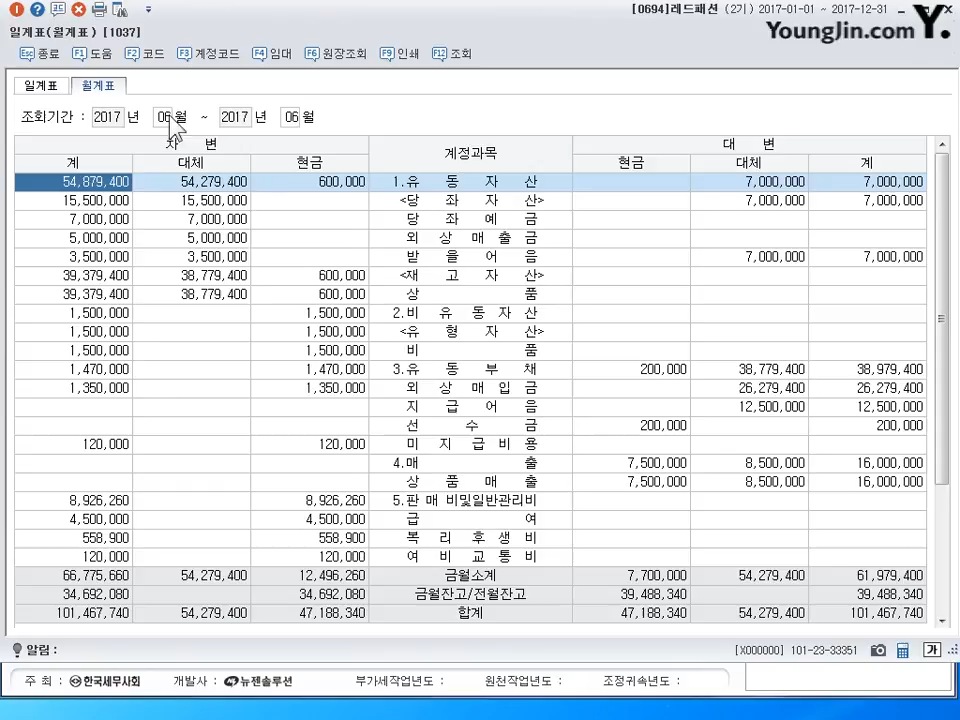 [0694]레드패션 (2기) 2017-01-01 ~ 2017-12-31
YoungJin.com Y.
일계표(월계표) [1037]
Esc종료 F1도움 F2코드 F3계정코드 F4임대 F6원장조회 F9인쇄 F12조회
일계표 월계표
조회기간 : 2017 년 06월 ~ 2017 년 06 월
차 변 계정과목 대 변
계 대체 현금 현금 대체 계
54,879,400 54,279,400 600,000 1.유 동 자 산 7,000,000 7,000,000
15,500,000 15,500,000 <당 좌 자 산> 7,000,000 7,000,000
7,000,000 7,000,000 당 좌 예 금
5,000,000 5,000,000 외 상 매 출 금
3,500,000 3,500,000 받 을 어 음 7,000,000 7,000,000
39,379,400 38,779,400 600,000 <재 고 자 산>
39,379,400 38,779,400 600,000 상 품
1,500,000 1,500,000 2.비 유 동 자 산
1,500,000 1,500,000 <유 형 자 산>
1,500,000 1,500,000 비 품
1,470,000 1,470,000 3.유 동 부 채 200,000 38,779,400 38,979,400
1,350,000 1,350,000 외 상 매 입 금 26,279,400 26,279,400
지 급 어 음 12,500,000 12,500,000
선 수 금 200,000 200,000
120,000 120,000 미 지 급 비 용
4.매 출 7,500,000 8,500,000 16,000,000
상 품 매 출 7,500,000 8,500,000 16,000,000
8,926,260 8,926,260 5.판 매 비및일반관리비
4,500,000 4,500,000 급 여
558,900 558,900 복 리 후 생 비
120,000 120,000 여 비 교 통 비
66,775,660 54,279,400 12,496,260 금월소계 7,700,000 54,279,400 61,979,400
34,692,080 34,692,080 금월잔고/전월잔고 39,488,340 39,488,340
101,467,740 54,279,400 47,188,340 합계 47,188,340 54,279,400 101,467,740
알림 : [X000000] 101-23-33351 가
주 최 : 한국세무사회 개발사 : 뉴젠솔루션 부가세작업년도 : 원천작업년도 : 조정귀속년도 :